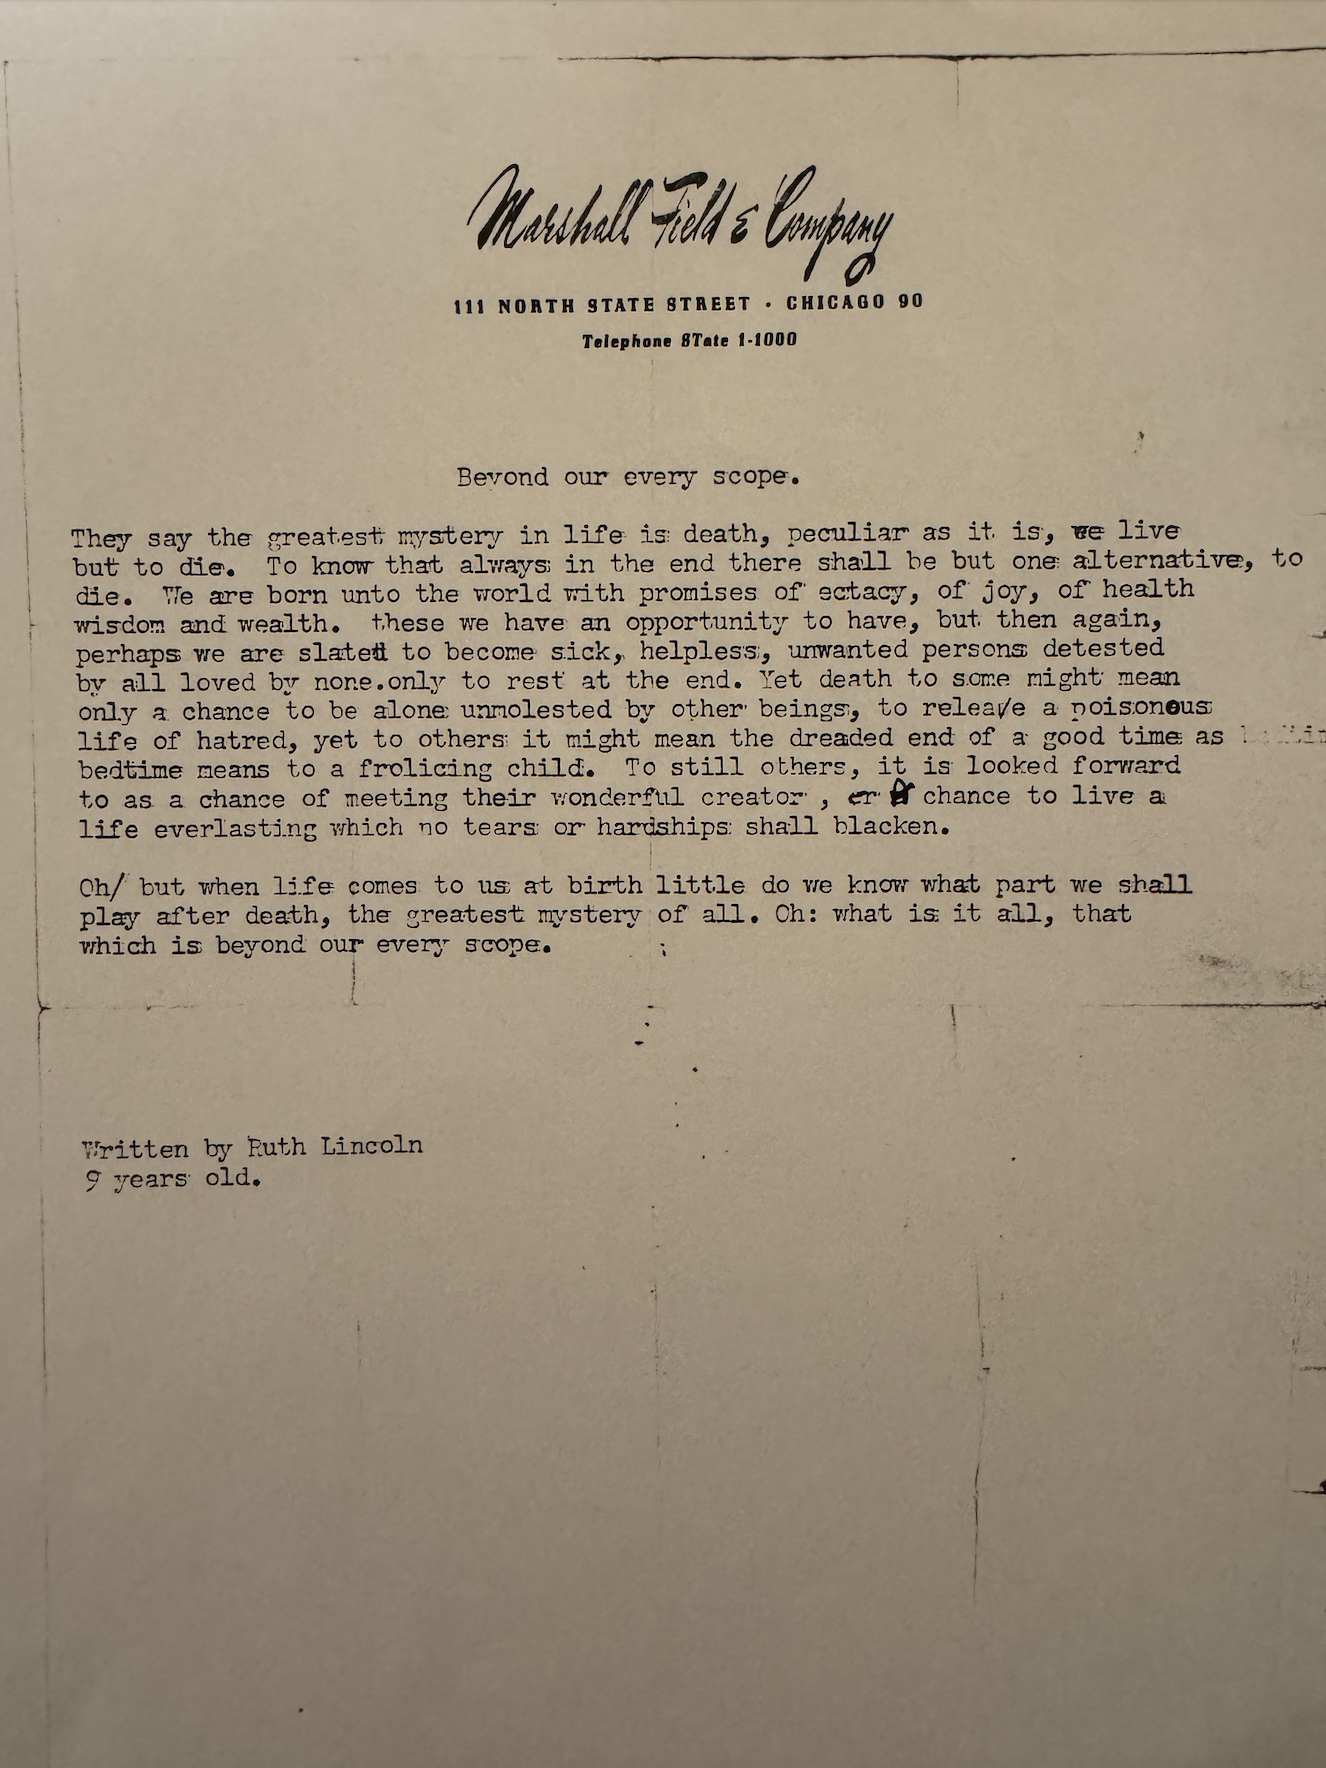 Marshall Field & Company
111 NORTH STATE STREET • CHICAGO 90
Telephone STate 1-1000
Beyond our every scope.
They say the greatest mystery in life is death, peculiar as it is, we live
but to die. To know that always in the end there shall be but one alternative, to
die. We are born unto the world with promises of ectacy, of joy, of health
wisdom and wealth. these we have an opportunity to have, but then again,
perhaps we are slated to become sick, helpless, unwanted persons detested
by all loved by none.only to rest at the end. Yet death to some might mean
only a chance to be alone unmolested by other beings, to a poisonous
life of hatred, yet to others it might mean the dreaded end of a good time as
bedtime means to a frolicing child. To still others, it is looked forward
to as a chance of meeting their wonderful creator , or chance to live a
life everlasting which no tears or hardships shall blacken.
Oh/ but when life comes to us at birth little do we know what part we shall
play after death, the greatest mystery of all. Oh: what is it all, that
which is beyond our every scope.
Written by Ruth Lincoln
9 years old.